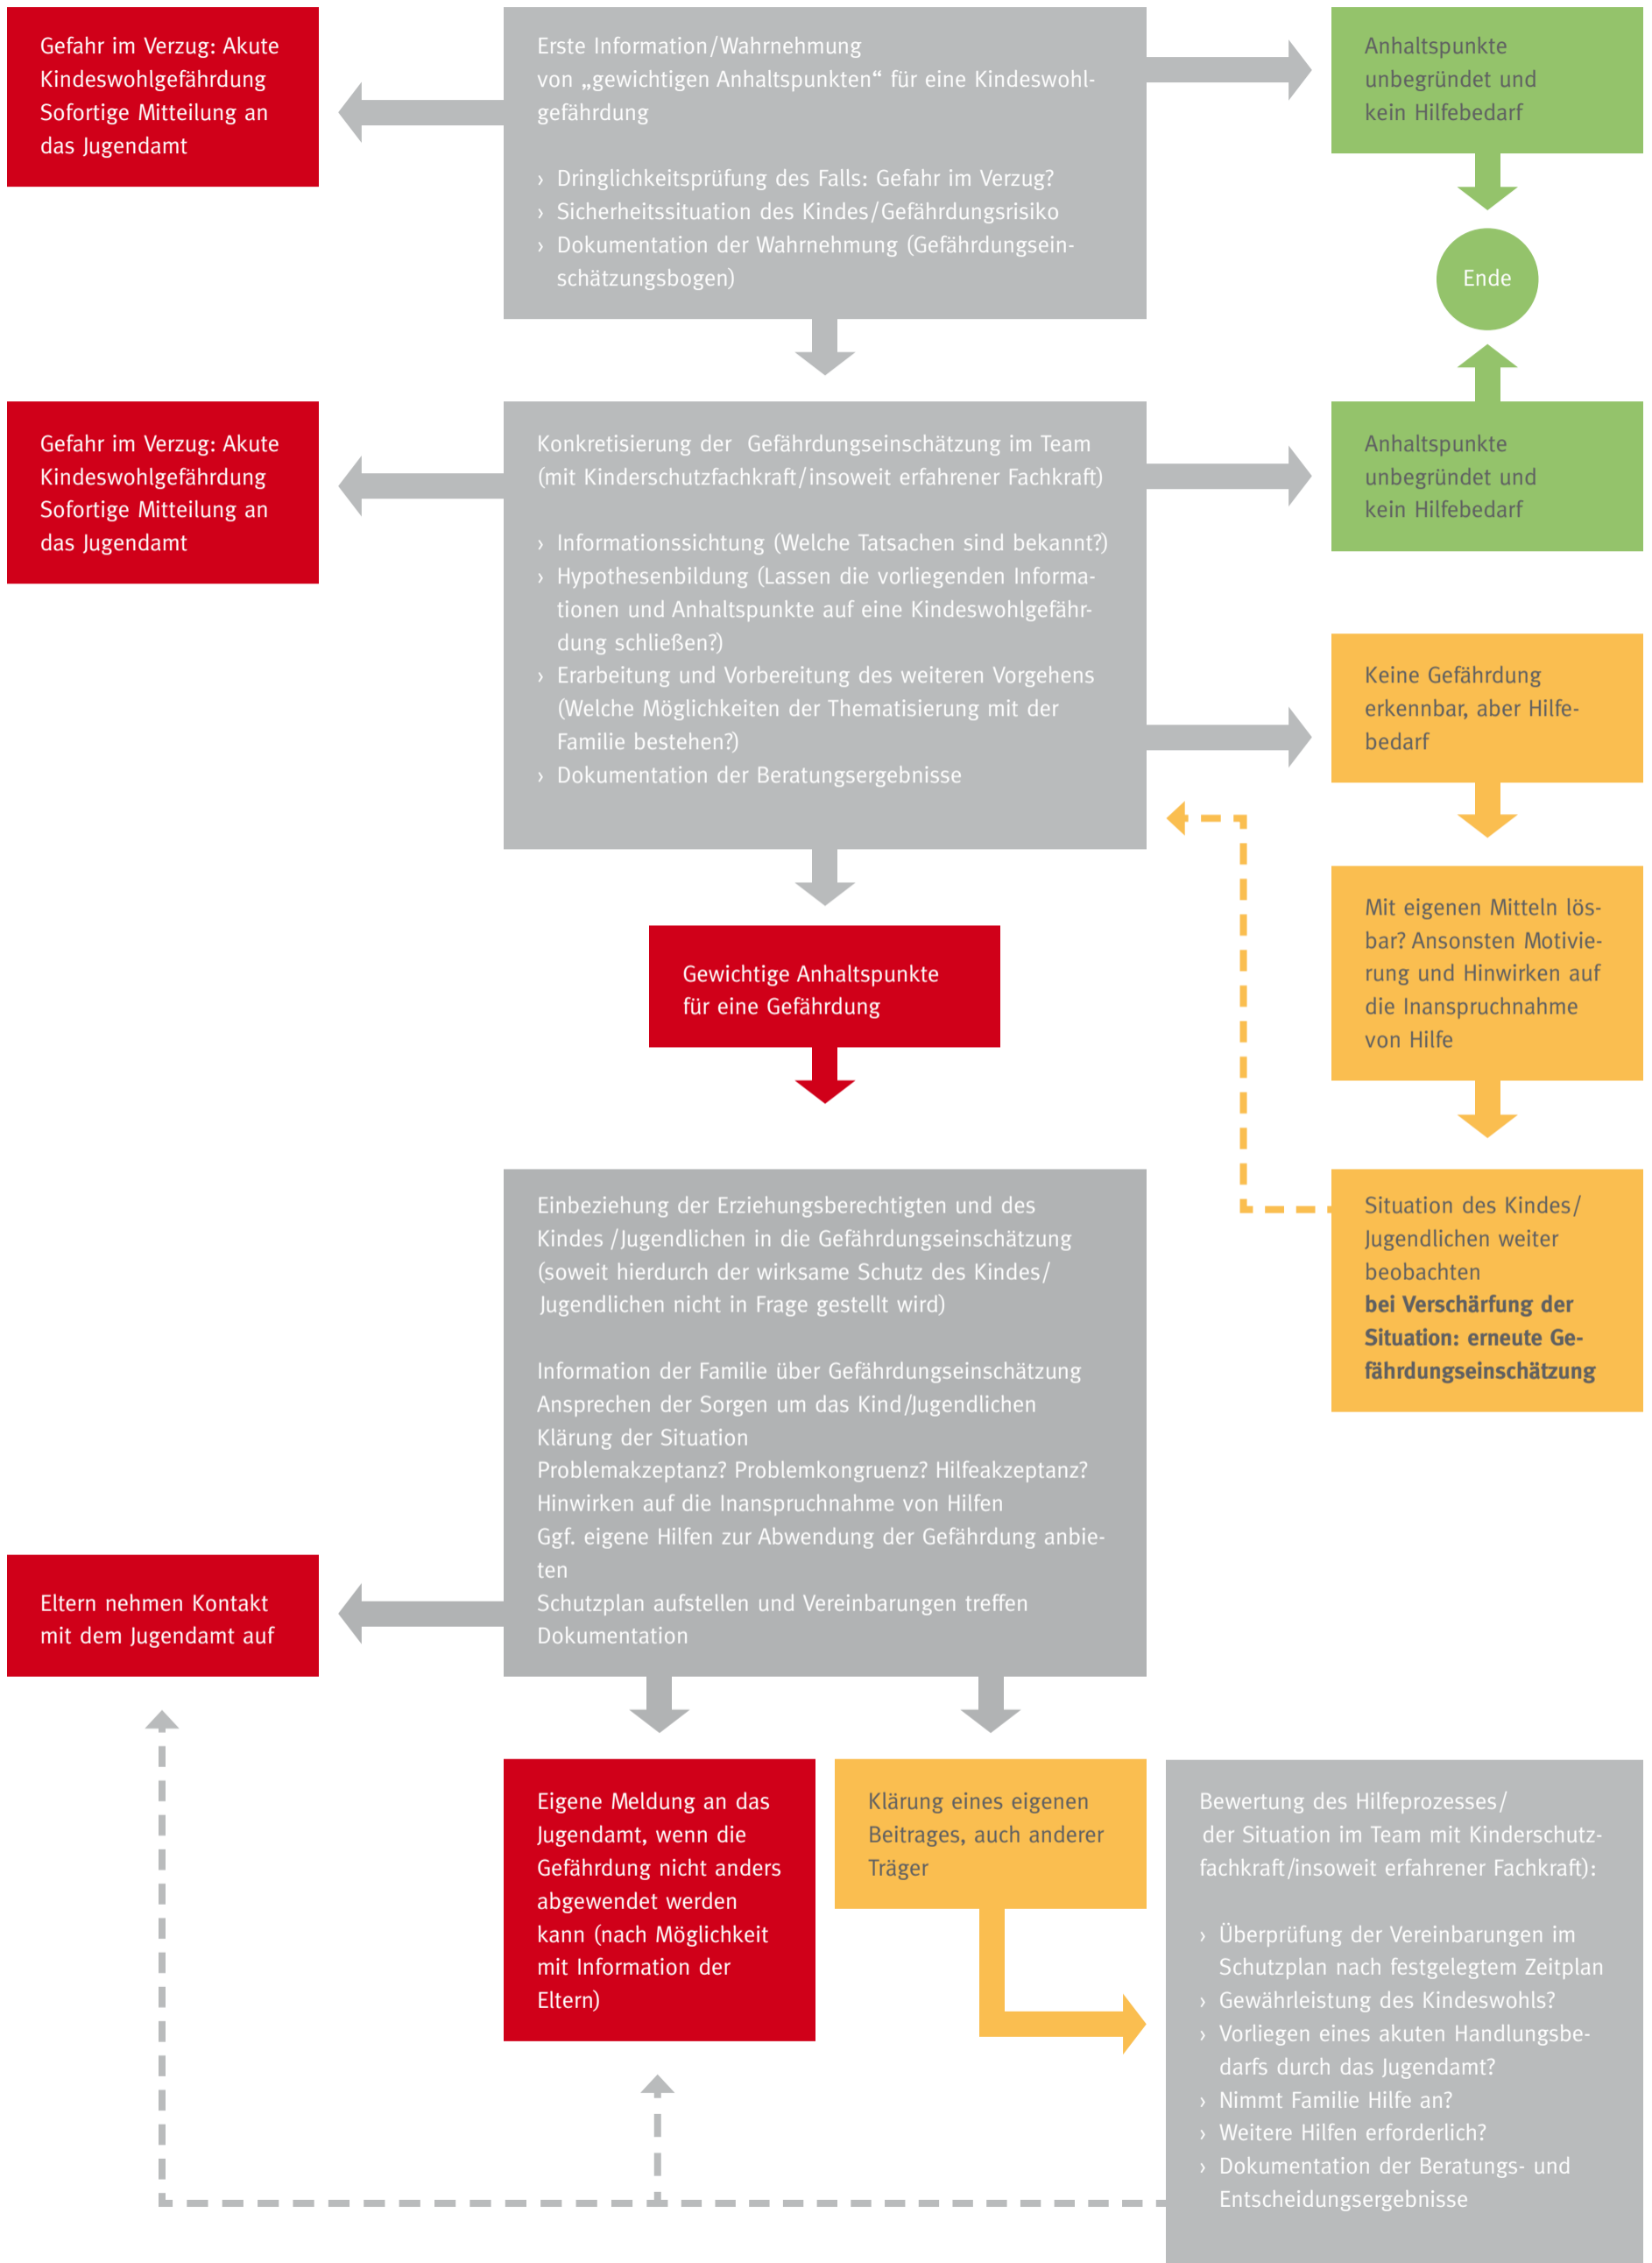 Gefahr im Verzug: Akute
Kindeswohlgefährdung
Sofortige Mitteilung an
das Jugendamt
Erste Information/Wahrnehmung
von „gewichtigen Anhaltspunkten“ für eine Kindeswohl-
gefährdung
› Dringlichkeitsprüfung des Falls: Gefahr im Verzug?
› Sicherheitssituation des Kindes/Gefährdungsrisiko
› Dokumentation der Wahrnehmung (Gefährdungsein-
schätzungsbogen)
Anhaltspunkte
unbegründet und
kein Hilfebedarf
Ende
Gefahr im Verzug: Akute
Kindeswohlgefährdung
Sofortige Mitteilung an
das Jugendamt
Konkretisierung der Gefährdungseinschätzung im Team
(mit Kinderschutzfachkraft/insoweit erfahrener Fachkraft)
› Informationssichtung (Welche Tatsachen sind bekannt?)
› Hypothesenbildung (Lassen die vorliegenden Informa-
tionen und Anhaltspunkte auf eine Kindeswohlgefähr-
dung schließen?)
› Erarbeitung und Vorbereitung des weiteren Vorgehens
(Welche Möglichkeiten der Thematisierung mit der
Familie bestehen?)
› Dokumentation der Beratungsergebnisse
Anhaltspunkte
unbegründet und
kein Hilfebedarf
Keine Gefährdung
erkennbar, aber Hilfe-
bedarf
Mit eigenen Mitteln lös-
bar? Ansonsten Motivie-
rung und Hinwirken auf
die Inanspruchnahme
von Hilfe
Gewichtige Anhaltspunkte
für eine Gefährdung
Situation des Kindes/
Jugendlichen weiter
beobachten
bei Verschärfung der
Situation: erneute Ge-
fährdungseinschätzung
Einbeziehung der Erziehungsberechtigten und des
Kindes /Jugendlichen in die Gefährdungseinschätzung
(soweit hierdurch der wirksame Schutz des Kindes/
Jugendlichen nicht in Frage gestellt wird)
Information der Familie über Gefährdungseinschätzung
Ansprechen der Sorgen um das Kind/Jugendlichen
Klärung der Situation
Problemakzeptanz? Problemkongruenz? Hilfeakzeptanz?
Hinwirken auf die Inanspruchnahme von Hilfen
Ggf. eigene Hilfen zur Abwendung der Gefährdung anbie-
ten
Schutzplan aufstellen und Vereinbarungen treffen
Dokumentation
Eltern nehmen Kontakt
mit dem Jugendamt auf
Eigene Meldung an das
Jugendamt, wenn die
Gefährdung nicht anders
abgewendet werden
kann (nach Möglichkeit
mit Information der
Eltern)
Klärung eines eigenen
Beitrages, auch anderer
Träger
Bewertung des Hilfeprozesses/
der Situation im Team mit Kinderschutz-
fachkraft/insoweit erfahrener Fachkraft):
› Überprüfung der Vereinbarungen im
Schutzplan nach festgelegtem Zeitplan
› Gewährleistung des Kindeswohls?
› Vorliegen eines akuten Handlungsbe-
darfs durch das Jugendamt?
› Nimmt Familie Hilfe an?
› Weitere Hilfen erforderlich?
› Dokumentation der Beratungs- und
Entscheidungsergebnisse